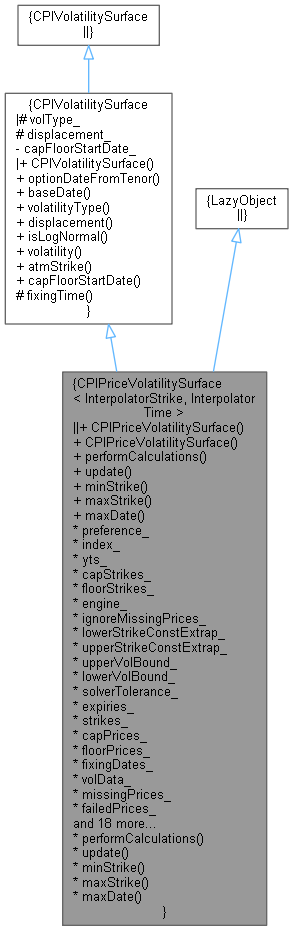 {CPIVolatilitySurface
||}
{CPIVolatilitySurface
|# volType_
# displacement_
- capFloorStartDate_
|+ CPIVolatilitySurface()
+ optionDateFromTenor()
+ baseDate()
+ volatilityType()
+ displacement()
+ isLogNormal()
+ volatility()
+ atmStrike()
+ capFloorStartDate()
# fixingTime()
}
{LazyObject
||}
{CPIPriceVolatilitySurface
< InterpolatorStrike, Interpolator
Time >
||+ CPIPriceVolatilitySurface()
+ CPIPriceVolatilitySurface()
+ performCalculations()
+ update()
+ minStrike()
+ maxStrike()
+ maxDate()
* preference_
* index_
* yts_
* capStrikes_
* floorStrikes_
* engine_
* ignoreMissingPrices_
* lowerStrikeConstExtrap_
* upperStrikeConstExtrap_
* upperVolBound_
* lowerVolBound_
* solverTolerance_
* expiries_
* strikes_
* capPrices_
* floorPrices_
* fixingDates_
* volData_
* missingPrices_
* failedPrices_
and 18 more...
* performCalculations()
* update()
* minStrike()
* maxStrike()
* maxDate()
}